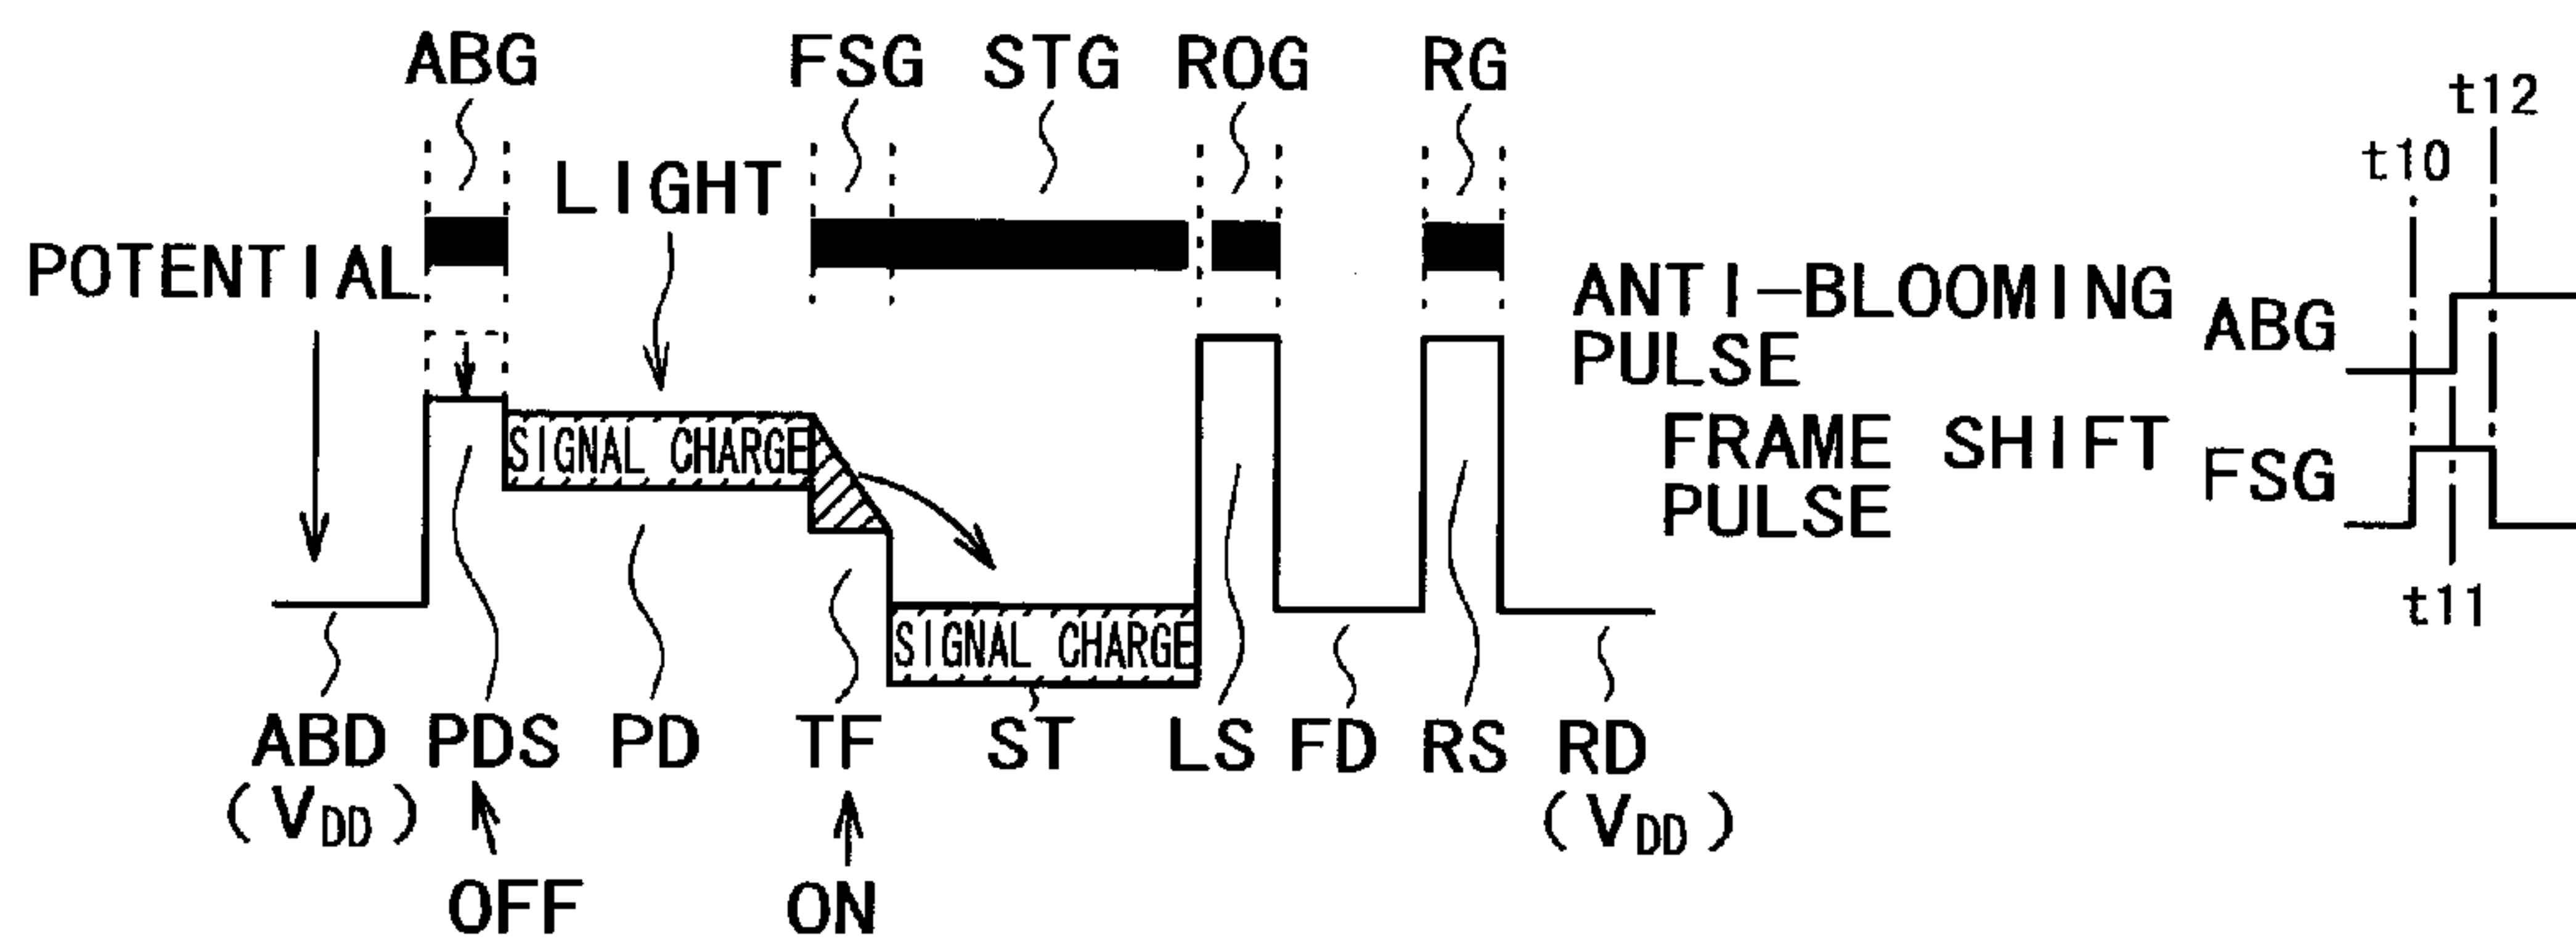 ABG FSG STG ROG RG
t12
t10
LIGHT
POTENTIAL
ANTI-BLOOMING
PULSE
ABG
SIGNAL CHARGE
FRAME SHIFT
PULSE
FSG
t11
SIGNAL CHARGE
ABD PDS PD TF ST LS FD RS RD
(VDD) (VDD)
OFF ON